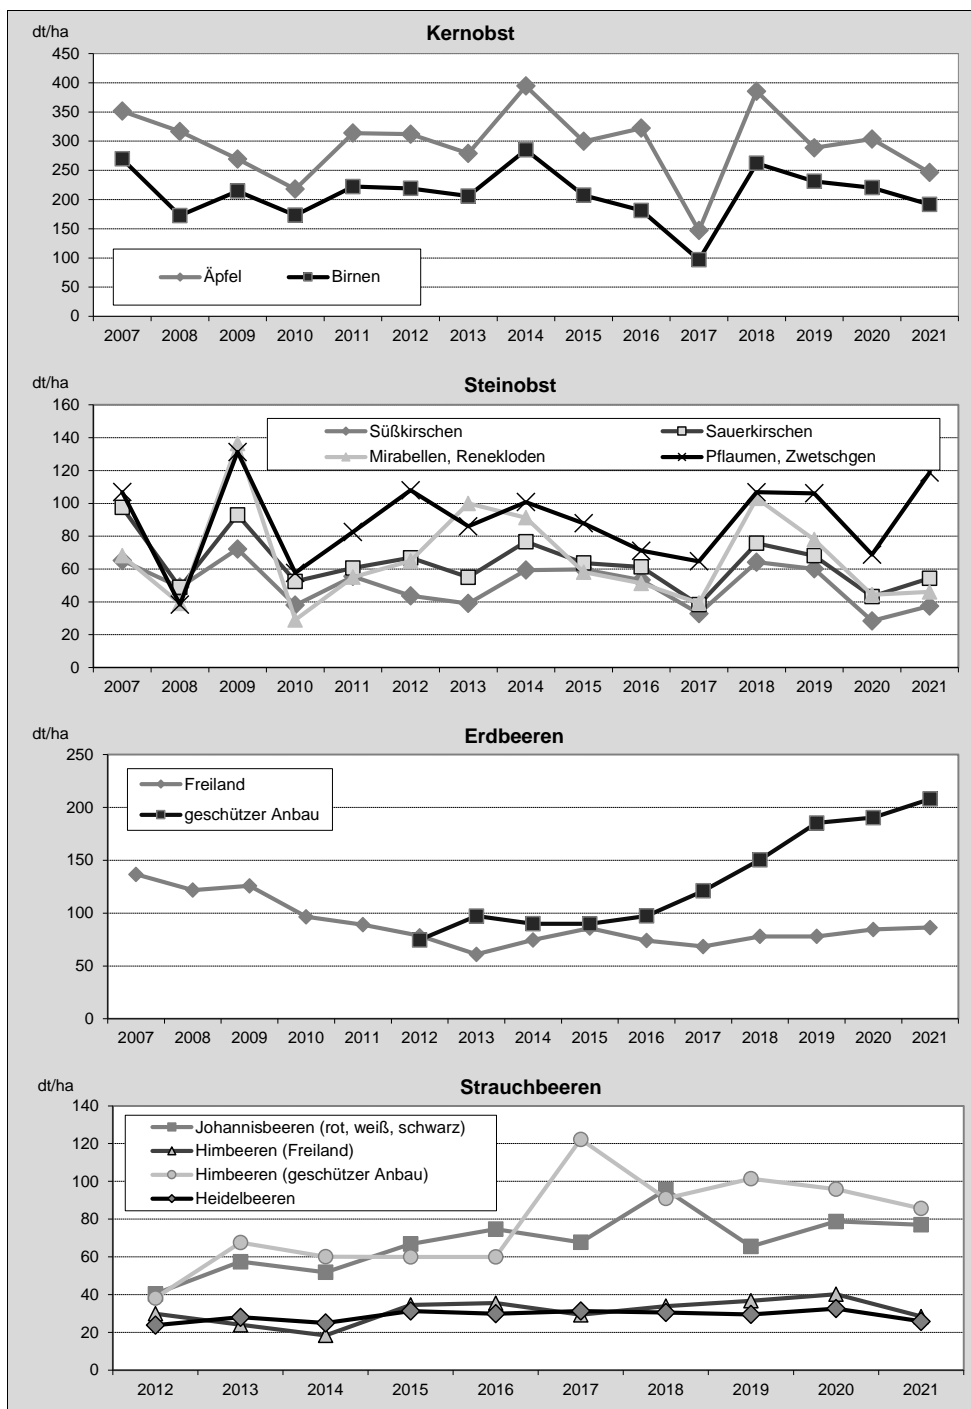 dt/ha
Kernobst
450
400
350
300
250
200
150
100
50
0
Äpfel
Birnen
2007 2008 2009 2010 2011 2012 2013 2014 2015 2016 2017 2018 2019 2020 2021
dt/ha
Steinobst
160
140
120
100
80
60
40
20
0
Süßkirschen
Sauerkirschen
Mirabellen, Renekloden
Pflaumen, Zwetschgen
2007 2008 2009 2010 2011 2012 2013 2014 2015 2016 2017 2018 2019 2020 2021
dt/ha
Erdbeeren
250
200
150
100
50
0
Freiland
geschützer Anbau
2007 2008 2009 2010 2011 2012 2013 2014 2015 2016 2017 2018 2019 2020 2021
dt/ha
Strauchbeeren
140
120
100
80
60
40
20
0
Johannisbeeren (rot, weiß, schwarz)
Himbeeren (Freiland)
Himbeeren (geschützer Anbau)
Heidelbeeren
2012 2013 2014 2015 2016 2017 2018 2019 2020 2021